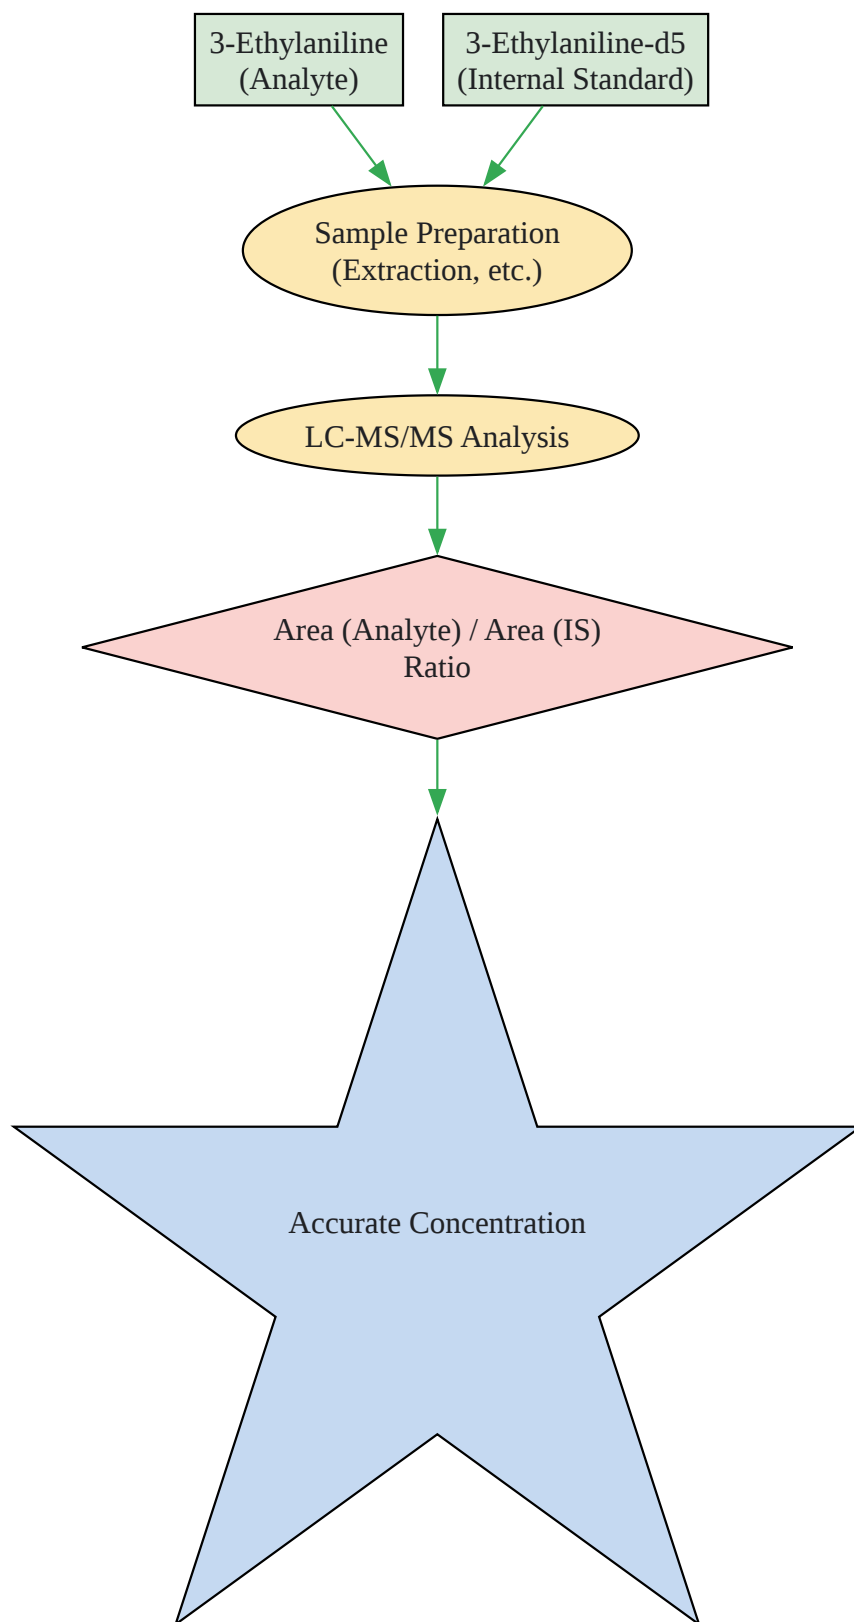 3-Ethylaniline
(Analyte)
3-Ethylaniline-d5
(Internal Standard)
Sample Preparation
(Extraction, etc.)
LC-MS/MS Analysis
Area (Analyte) / Area (IS)
Ratio
Accurate Concentration